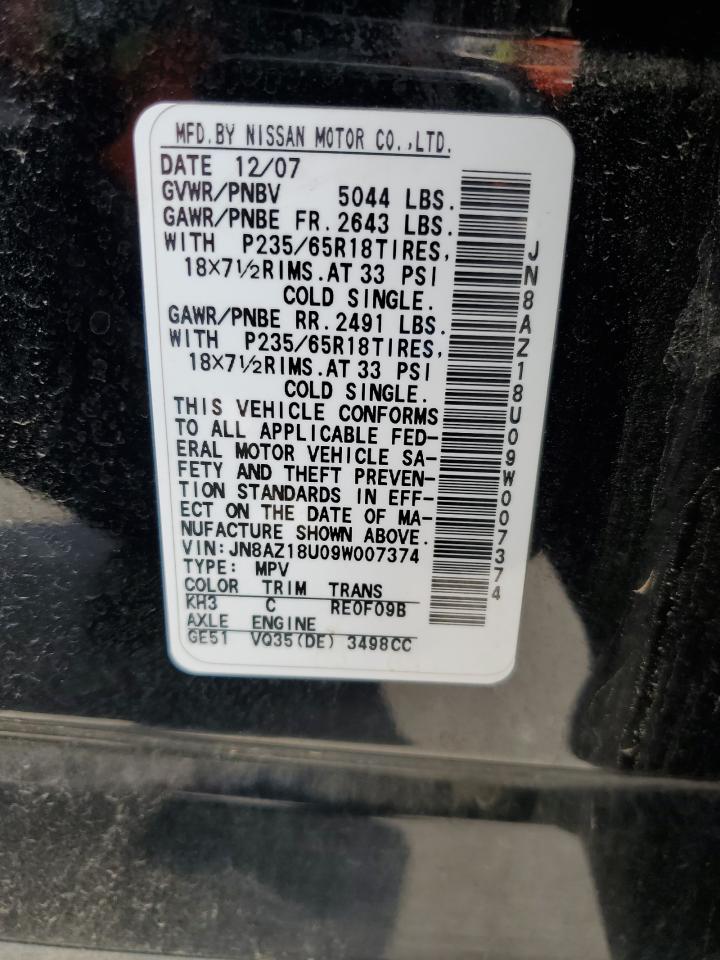 MFD.BY NISSAN MOTOR CO.,LTD.
DATE 12/07
GVWR/PNBV 5044 LBS.
GAWR/PNBE FR.2643 LBS.
WITH P235/65R18TIRES,
18×7½RIMS.AT 33 PSI
COLD SINGLE.
GAWR/PNBE RR.2491 LBS.
WITH P235/65R18TIRES,
18×7½RIMS.AT 33 PSI
COLD SINGLE.
THIS VEHICLE CONFORMS
TO ALL APPLICABLE FED-
ERAL MOTOR VEHICLE SA-
FETY AND THEFT PREVEN-
TION STANDARDS IN EFF-
ECT ON THE DATE OF MA-
NUFACTURE SHOWN ABOVE.
VIN:JN8AZ18U09W007374
TYPE: MPV
COLOR TRIM TRANS
KH3 C RE0F09B
AXLE ENGINE
GE51 VQ35(DE) 3498CC
JN8AZ18U09W007374